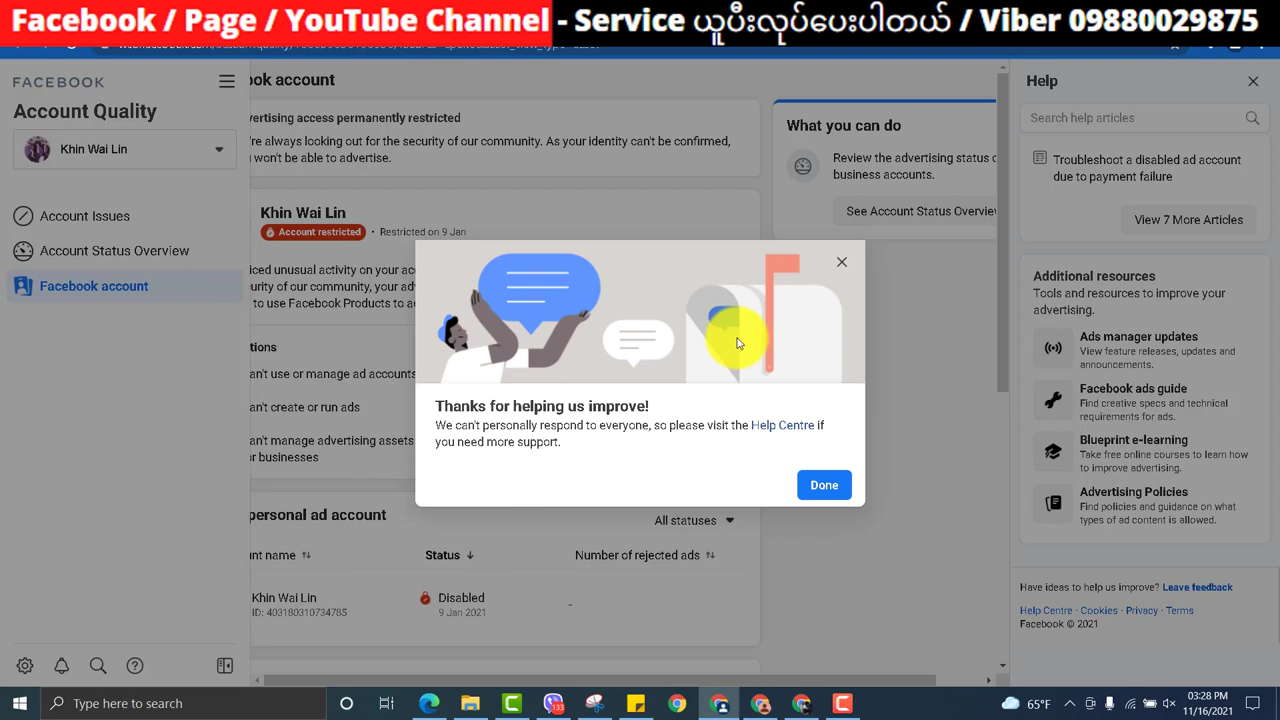 Facebook / Page / YouTube Channel - Service ယူပီးလုပ်ပေးပါတယ် / Viber 09880029875
FACEBOOK
Account Quality
Khin Wai Lin
Account Issues
Account Status Overview
Facebook account
ook account
vertising access permanently restricted
're always looking out for the security of our community. As your identity can't be confirmed,
won't be able to advertise.
Khin Wai Lin
Account restricted • Restricted on 9 Jan
iced unusual activity on your ac
urity of our community, your ad
to use Facebook Products to ad
tions
an't use or manage ad accounts
an't create or run ads
an't manage advertising assets
or businesses
personal ad account
All statuses
unt name
Status
Number of rejected ads
Khin Wai Lin
ID: 403180310734785
Disabled
9 Jan 2021
-
What you can do
Review the advertising status o
business accounts.
See Account Status Overview
Thanks for helping us improve!
We can't personally respond to everyone, so please visit the Help Centre if
you need more support.
Done
Help
Search help articles
Troubleshoot a disabled ad account
due to payment failure
View 7 More Articles
Additional resources
Tools and resources to improve your
advertising.
Ads manager updates
View feature releases, updates and
announcements.
Facebook ads guide
Find creative specs and technical
requirements for ads.
Blueprint e-learning
Take free online courses to learn how
to improve advertising.
Advertising Policies
Find policies and guidance on what
types of ad content is allowed.
Have ideas to help us improve? Leave feedback
Help Centre · Cookies · Privacy · Terms
Facebook © 2021
Type here to search
133
65°F
03:28 PM
11/16/2021